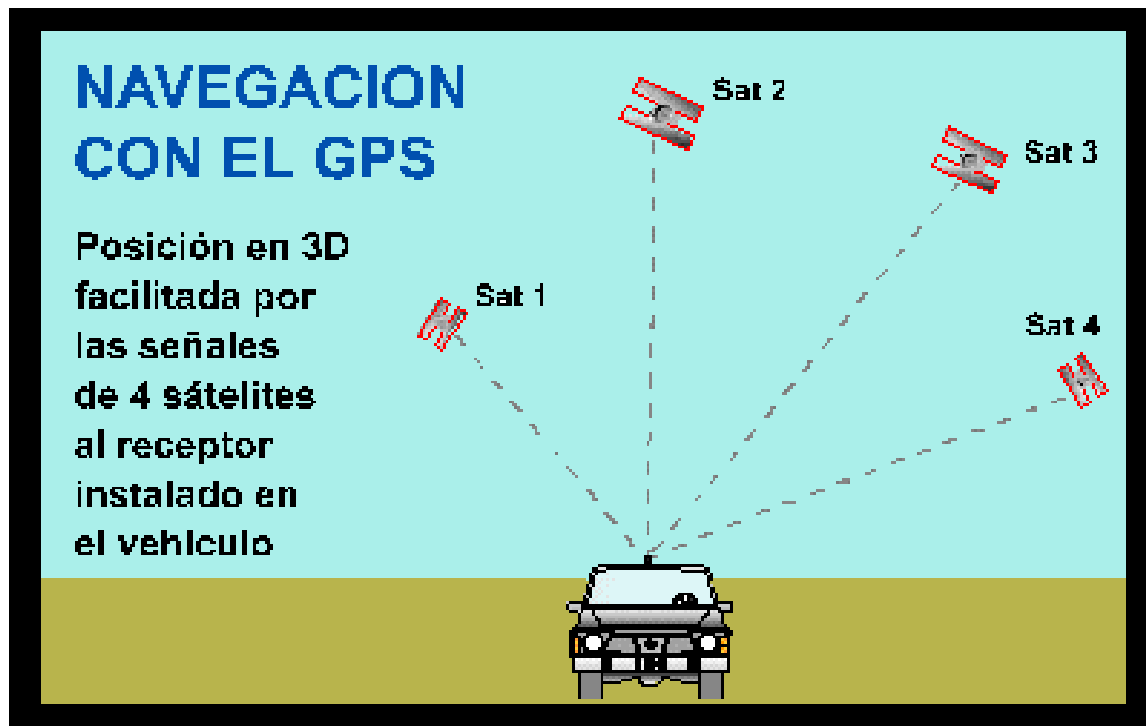 NAVEGACION
CON EL GPS
Posición en 3D
facilitada por
las señales
de 4 sátelites
al receptor
instalado en
el vehiculo
Sat 1
Sat 2
Sat 3
Sat 4